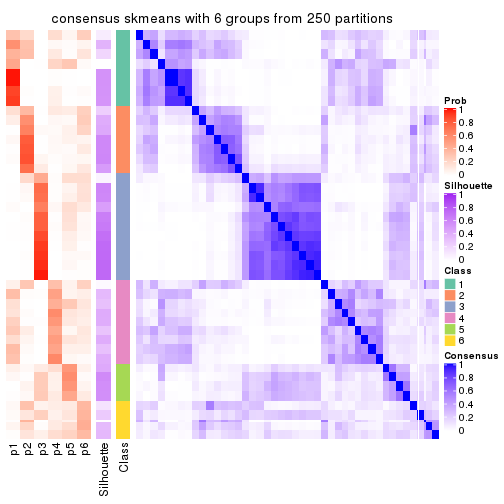 consensus skmeans with 6 groups from 250 partitions
Prob
1
0.8
0.6
0.4
0.2
0
Silhouette
1
0.8
0.6
0.4
0.2
0
Class
1
2
3
4
5
6
Consensus
1
0.8
0.6
0.4
0.2
0
p1
p2
p3
p4
p5
p6
Silhouette
Class